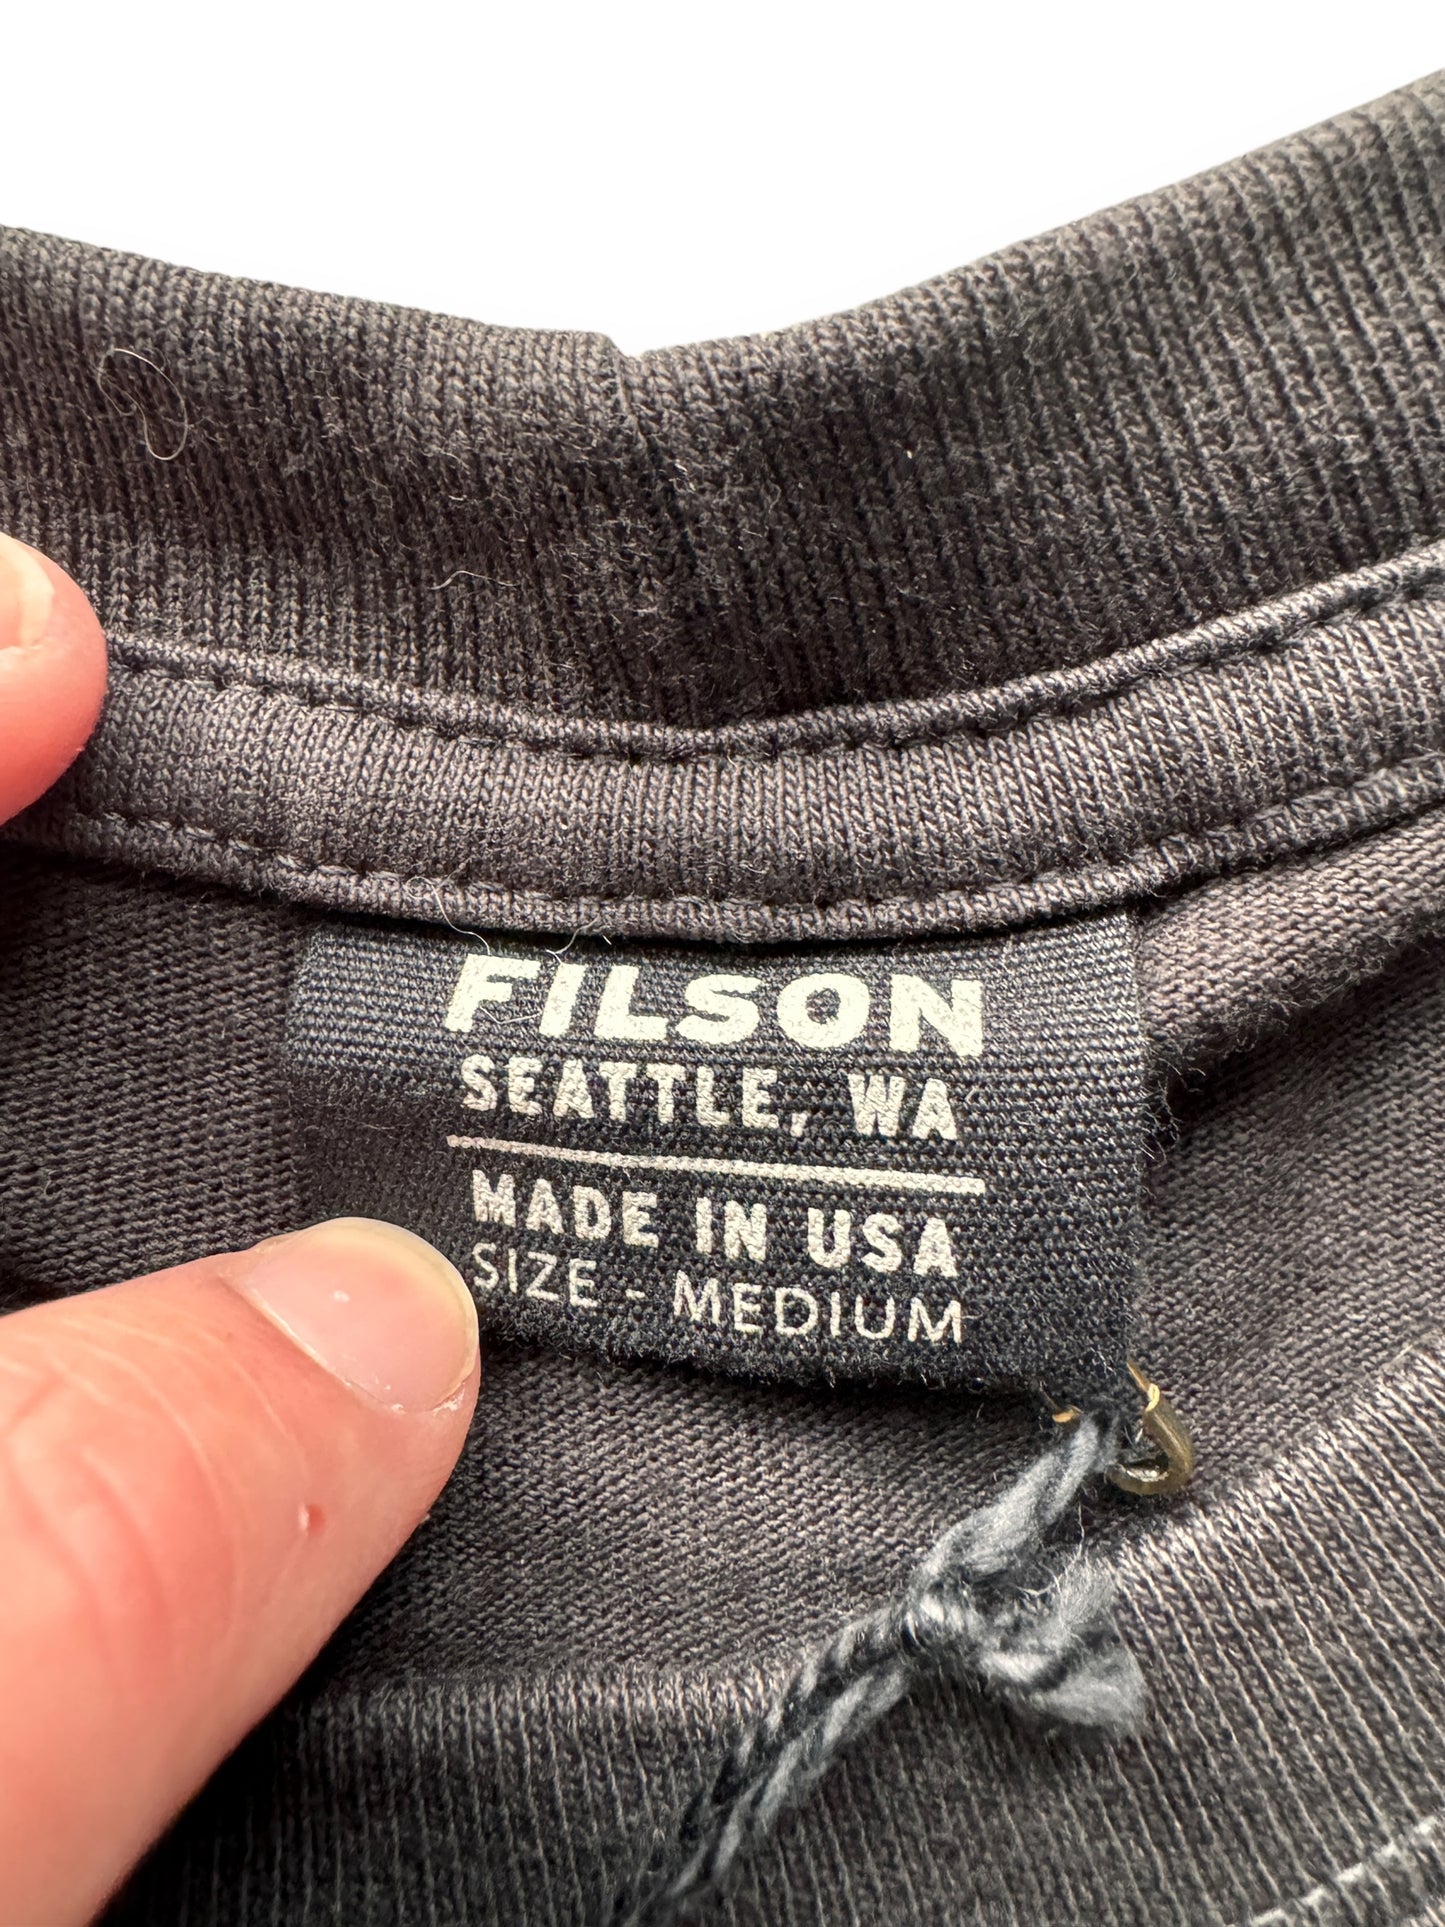 FILSON
SEATTLE, WA
MADE IN USA
SIZE - MEDIUM